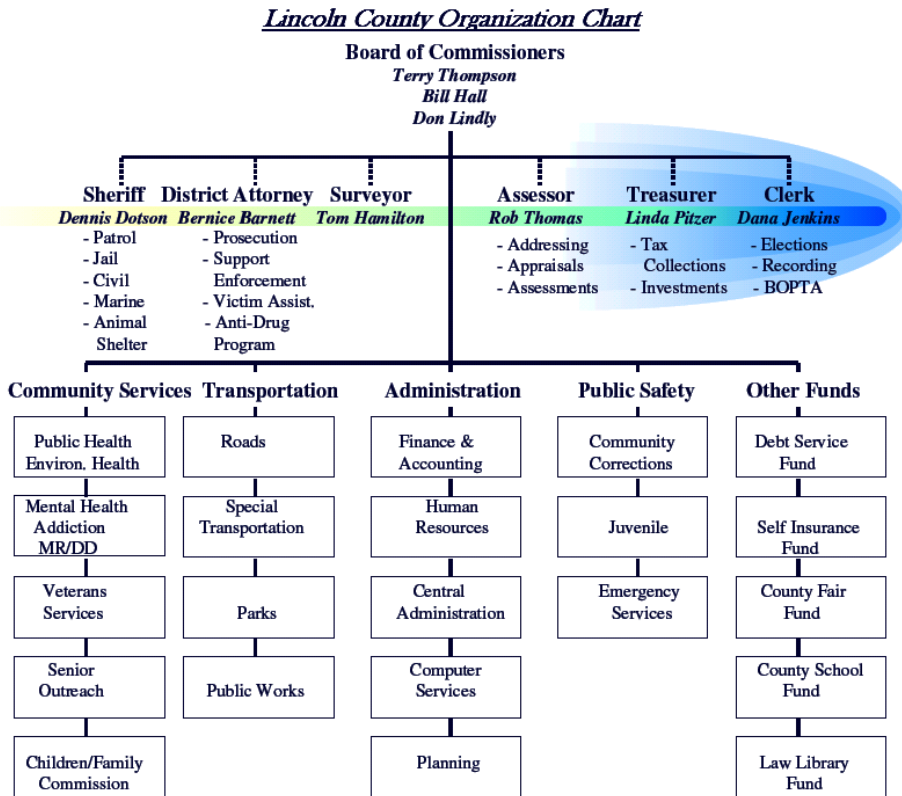 Lincoln County Organization Chart
Board of Commissioners
Terry Thompson
Bill Hall
Don Lindly
Sheriff
Dennis Dotson
- Patrol
- Jail
- Civil
- Marine
- Animal
Shelter
District Attorney
Bernice Barnett
- Prosecution
- Support
Enforcement
- Victim Assist.
- Anti-Drug
Program
Surveyor
Tom Hamilton
Assessor
Rob Thomas
- Addressing
- Appraisals
- Assessments
Treasurer
Linda Pitzer
- Tax
Collections
- Investments
Clerk
Dana Jenkins
- Elections
- Recording
- BOPTA
Community Services
Public Health
Environ. Health
Mental Health
Addiction
MR/DD
Veterans
Services
Senior
Outreach
Children/Family
Commission
Transportation
Roads
Special
Transportation
Parks
Public Works
Administration
Finance &
Accounting
Human
Resources
Central
Administration
Computer
Services
Planning
Public Safety
Community
Corrections
Juvenile
Emergency
Services
Other Funds
Debt Service
Fund
Self Insurance
Fund
County Fair
Fund
County School
Fund
Law Library
Fund